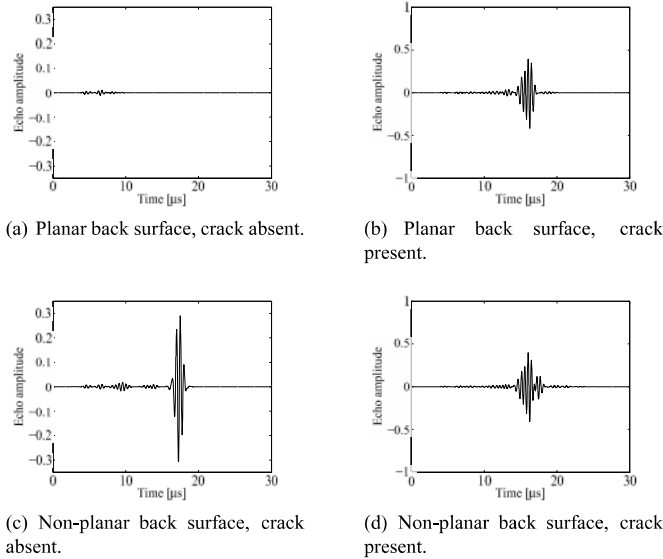 0.3
0.2
0.1
0
−0.1
−0.2
−0.3
Echo amplitude
0 10 20 30
Time [μs]
(a) Planar back surface, crack absent.
1
0.5
0
−0.5
−1
Echo amplitude
0 10 20 30
Time [μs]
(b) Planar back surface, crack
present.
0.3
0.2
0.1
0
−0.1
−0.2
−0.3
Echo amplitude
0 10 20 30
Time [μs]
(c) Non-planar back surface, crack
absent.
1
0.5
0
−0.5
−1
Echo amplitude
0 10 20 30
Time [μs]
(d) Non-planar back surface, crack
present.